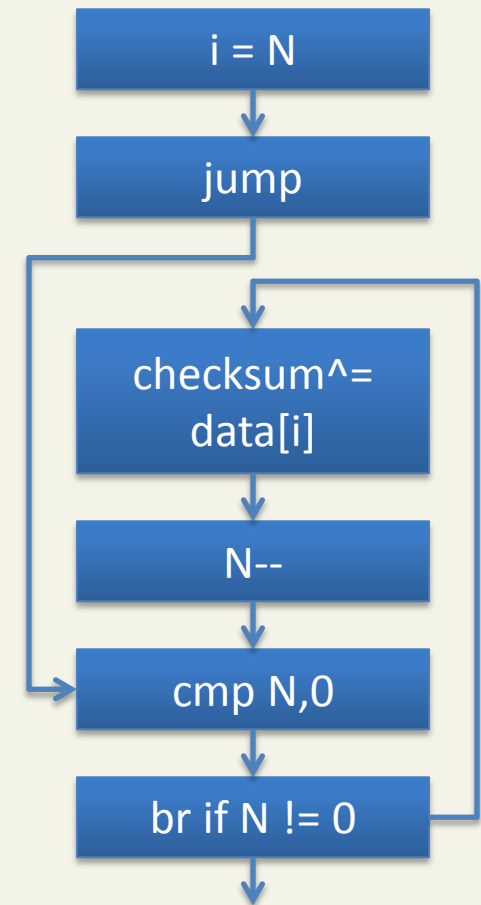 i = N
jump
checksum^=
data[i]
N--
cmp N,0
br if N != 0